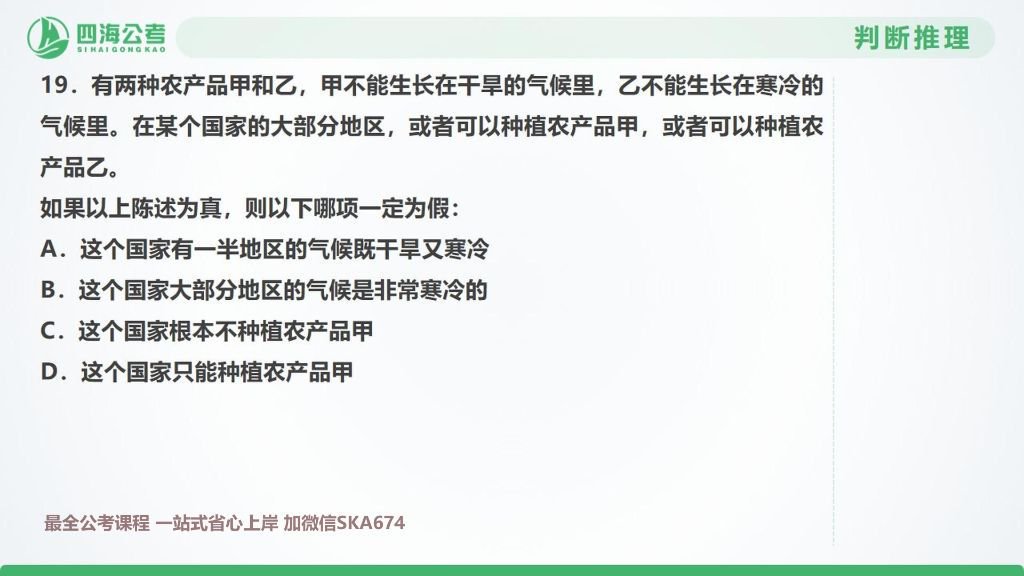 四海公考
SIHAIGONGKAO
判断推理
19．有两种农产品甲和乙，甲不能生长在干旱的气候里，乙不能生长在寒冷的
气候里。在某个国家的大部分地区，或者可以种植农产品甲，或者可以种植农
产品乙。
如果以上陈述为真，则以下哪项一定为假：
A．这个国家有一半地区的气候既干旱又寒冷
B．这个国家大部分地区的气候是非常寒冷的
C．这个国家根本不种植农产品甲
D．这个国家只能种植农产品甲
最全公考课程 一站式省心上岸 加微信SKA674